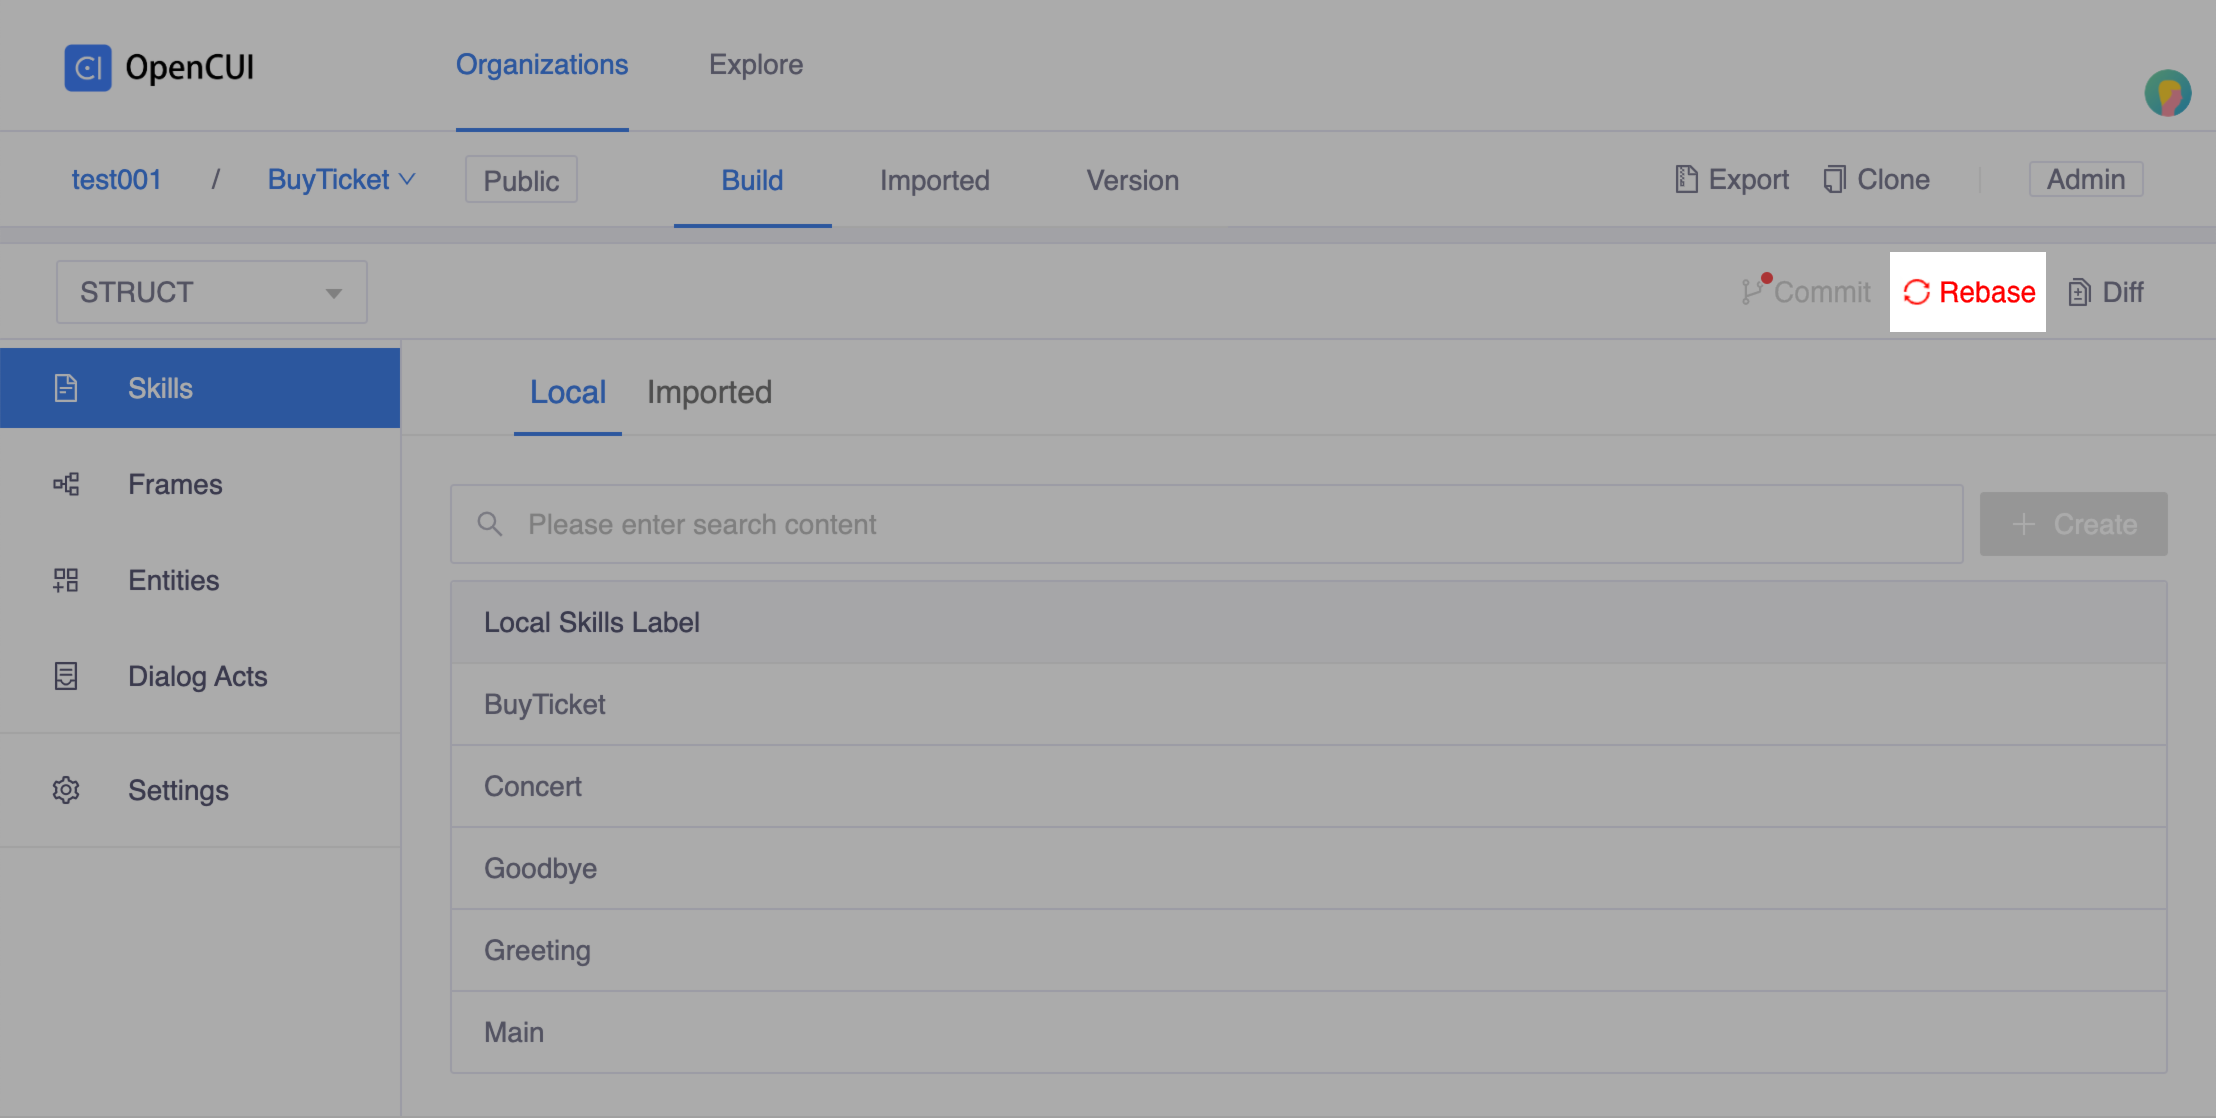 OpenCUI
Organizations Explore
test001 / BuyTicket Public Build Imported Version Export Clone Admin
STRUCT Commit Rebase Diff
Skills
Frames
Entities
Dialog Acts
Settings
Local Imported
Please enter search content Create
Local Skills Label
BuyTicket
Concert
Goodbye
Greeting
Main